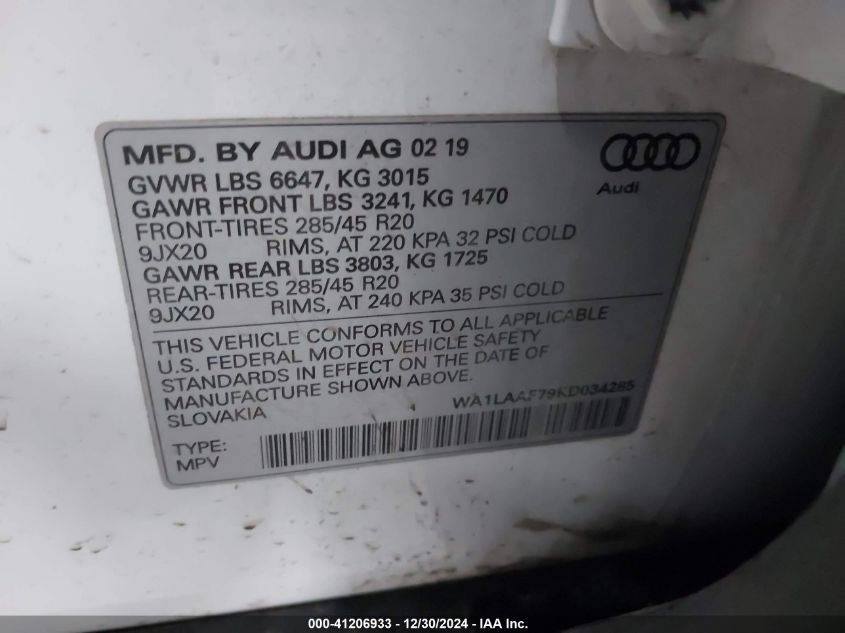 MFD. BY AUDI AG 02 19
Audi
GVWR LBS 6647, KG 3015
GAWR FRONT LBS 3241, KG 1470
FRONT-TIRES 285/45 R20
9JX20 RIMS, AT 220 KPA 32 PSI COLD
GAWR REAR LBS 3803, KG 1725
REAR-TIRES 285/45 R20
9JX20 RIMS, AT 240 KPA 35 PSI COLD
THIS VEHICLE CONFORMS TO ALL APPLICABLE
U.S. FEDERAL MOTOR VEHICLE SAFETY
STANDARDS IN EFFECT ON THE DATE OF
MANUFACTURE SHOWN ABOVE.
SLOVAKIA
WA1LAAF79KD034285
TYPE:
MPV
000-41206933 - 12/30/2024 - IAA Inc.